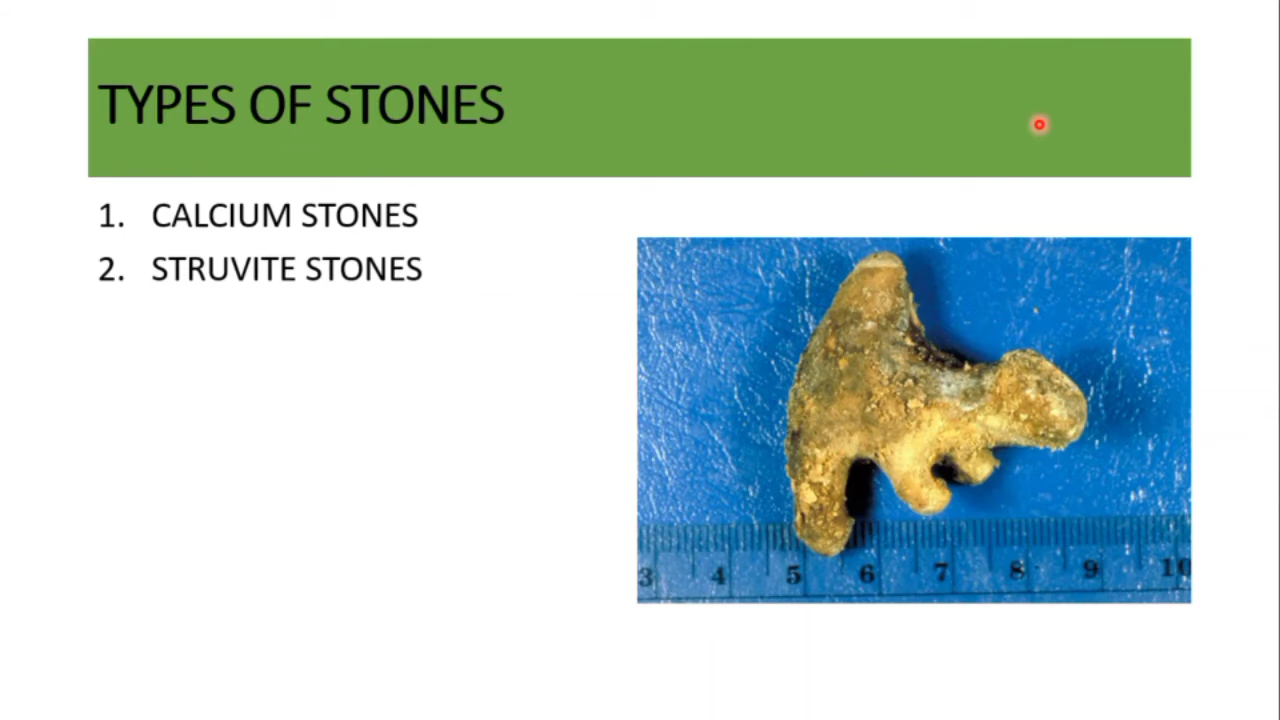 TYPES OF STONES
1. CALCIUM STONES
2. STRUVITE STONES
3 4 5 6 7 8 9 10